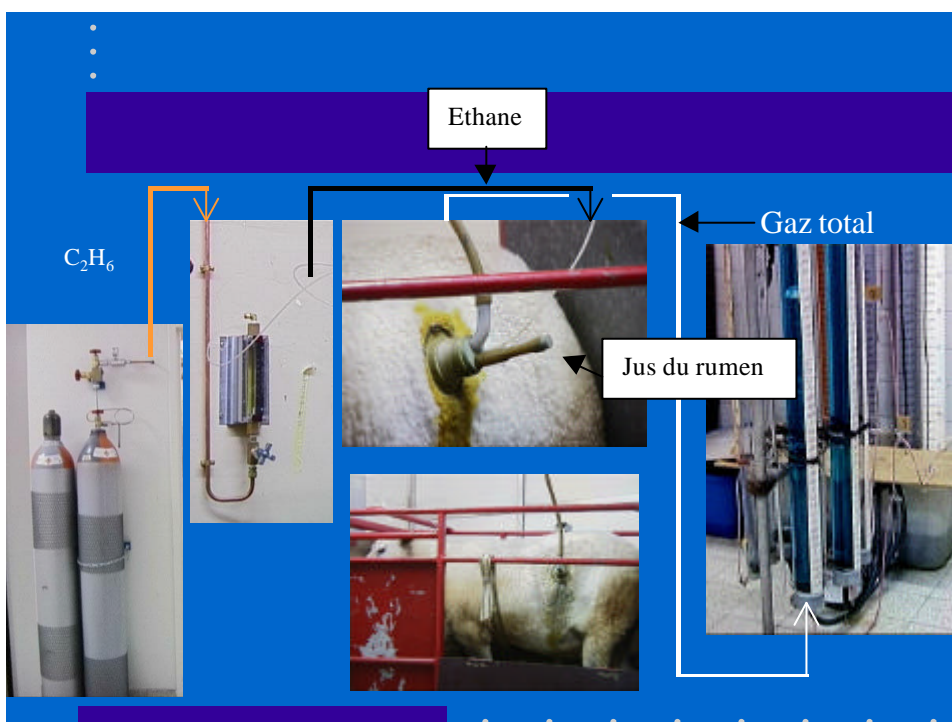 Ethane
Gaz total
C₂H₆
Jus du rumen